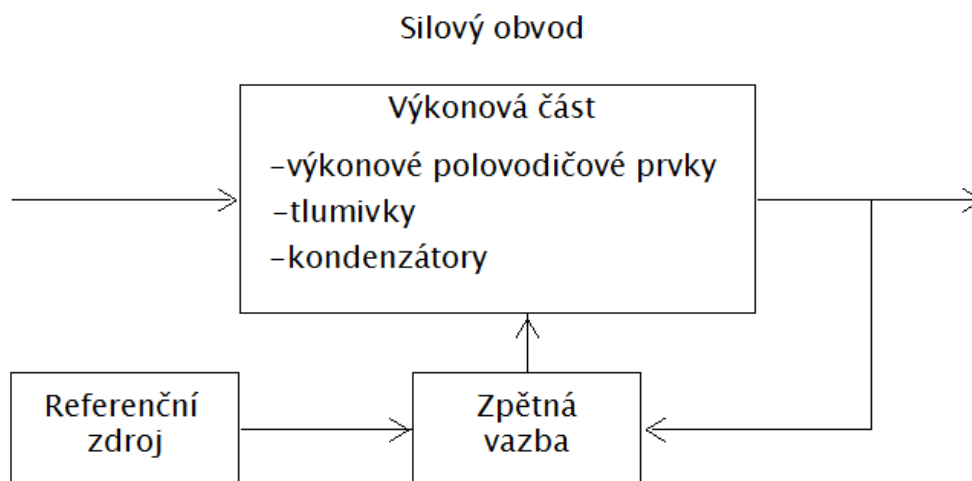 Silový obvod
Výkonová část
-výkonové polovodičové prvky
-tlumivky
-kondenzátory
Referenční
zdroj
Zpětná
vazba